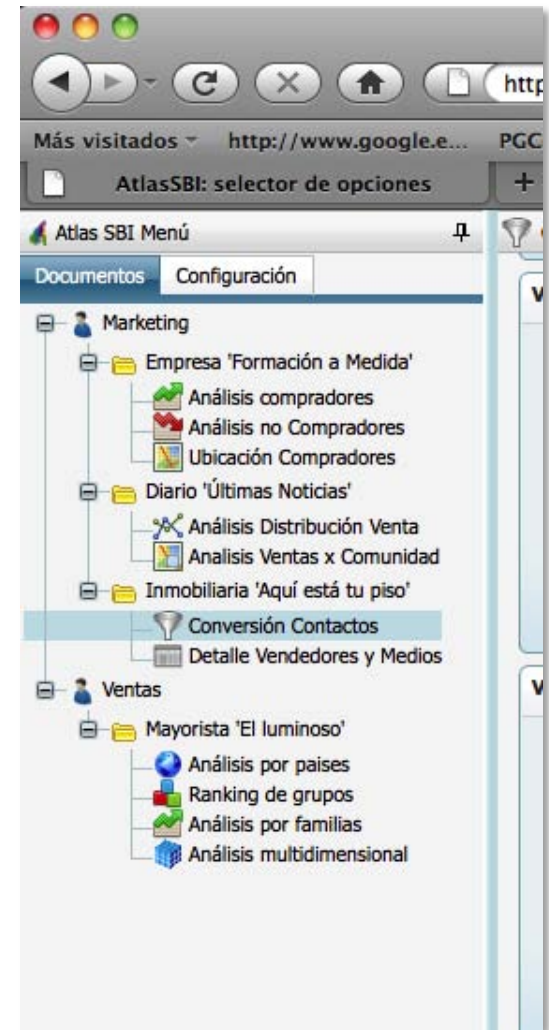 http
Más visitados
http://www.google.e...
PGC
AtlasSBI: selector de opciones
+
Atlas SBI Menú
Documentos
Configuración
Marketing
Empresa 'Formación a Medida'
Análisis compradores
Análisis no Compradores
Ubicación Compradores
Diario 'Últimas Noticias'
Análisis Distribución Venta
Analisis Ventas x Comunidad
Inmobiliaria 'Aquí está tu piso'
Conversión Contactos
Detalle Vendedores y Medios
Ventas
Mayorista 'El luminoso'
Análisis por paises
Ranking de grupos
Análisis por familias
Análisis multidimensional